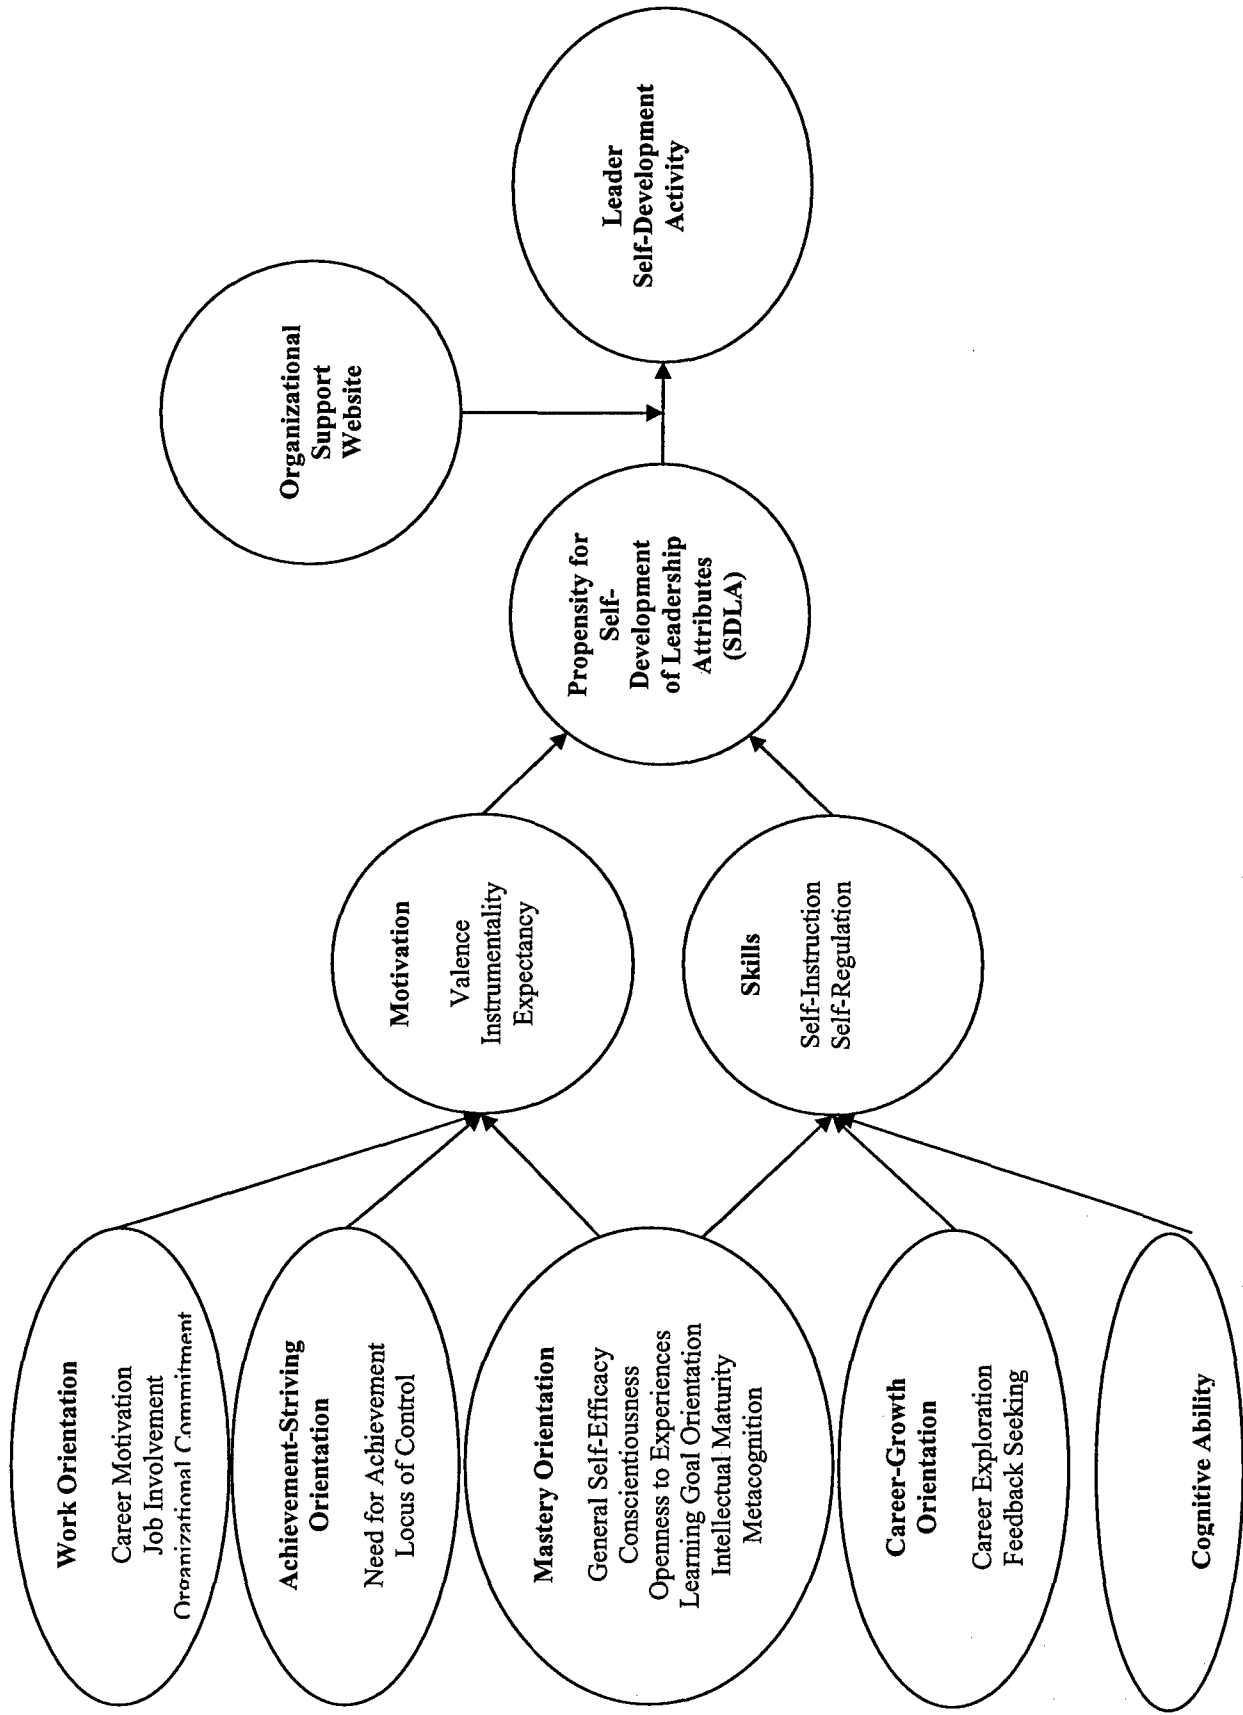 Work Orientation
Career Motivation
Job Involvement
Organizational Commitment
Achievement-Striving
Orientation
Need for Achievement
Locus of Control
Mastery Orientation
General Self-Efficacy
Conscientiousness
Openness to Experiences
Learning Goal Orientation
Intellectual Maturity
Metacognition
Career-Growth
Orientation
Career Exploration
Feedback Seeking
Cognitive Ability
Motivation
Valence
Instrumentality
Expectancy
Skills
Self-Instruction
Self-Regulation
Propensity for
Self-
Development
of Leadership
Attributes
(SDLA)
Organizational
Support
Website
Leader
Self-Development
Activity